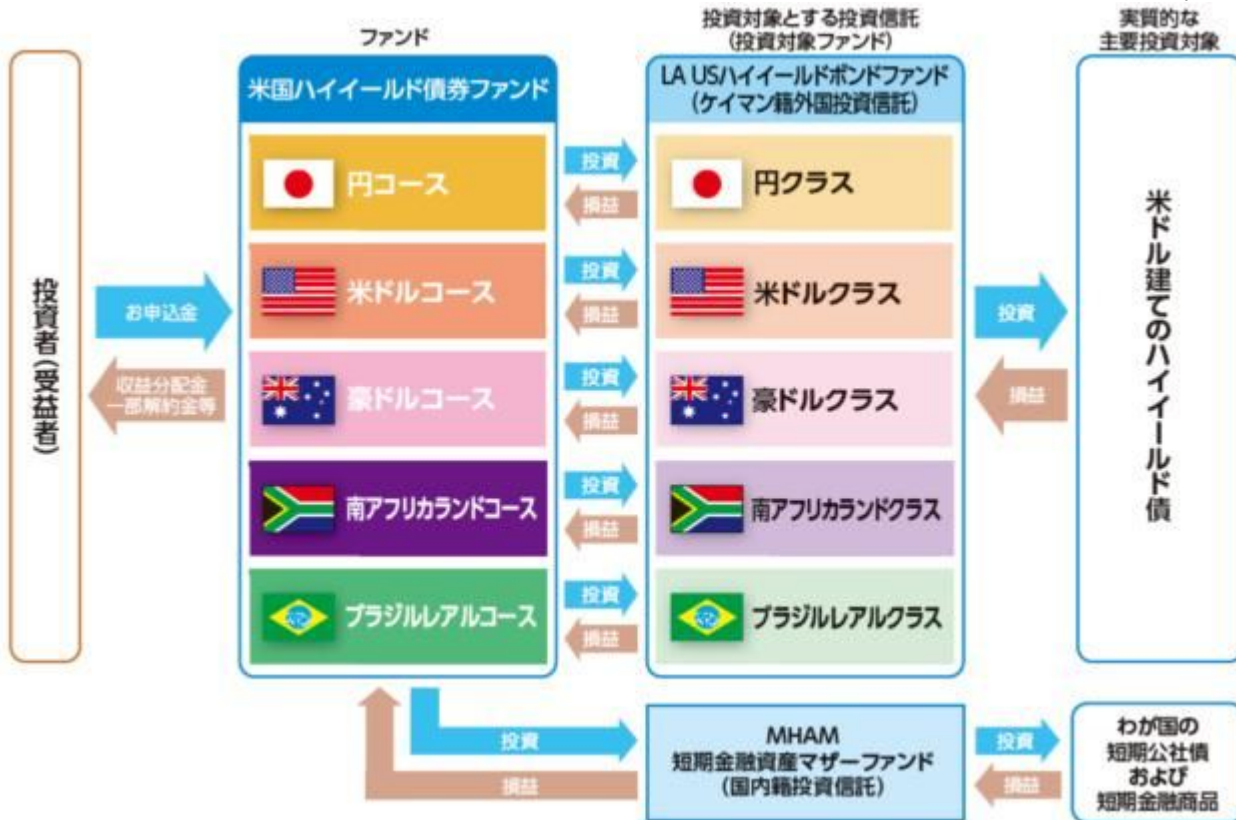 ファンド
投資対象とする投資信託
(投資対象ファンド)
実質的な
主要投資対象
投資者(受益者)
お申込金
収益分配金
一部解約金等
米国ハイイールド債券ファンド
円コース
米ドルコース
豪ドルコース
南アフリカランドコース
ブラジルレアルコース
投資
損益
投資
損益
投資
損益
投資
損益
投資
損益
LA USハイイールドボンドファンド
(ケイマン籍外国投資信託)
円クラス
米ドルクラス
豪ドルクラス
南アフリカランドクラス
ブラジルレアルクラス
投資
損益
米ドル建てのハイイールド債
投資
損益
MHAM
短期金融資産マザーファンド
(国内籍投資信託)
投資
損益
わが国の
短期公社債
および
短期金融商品